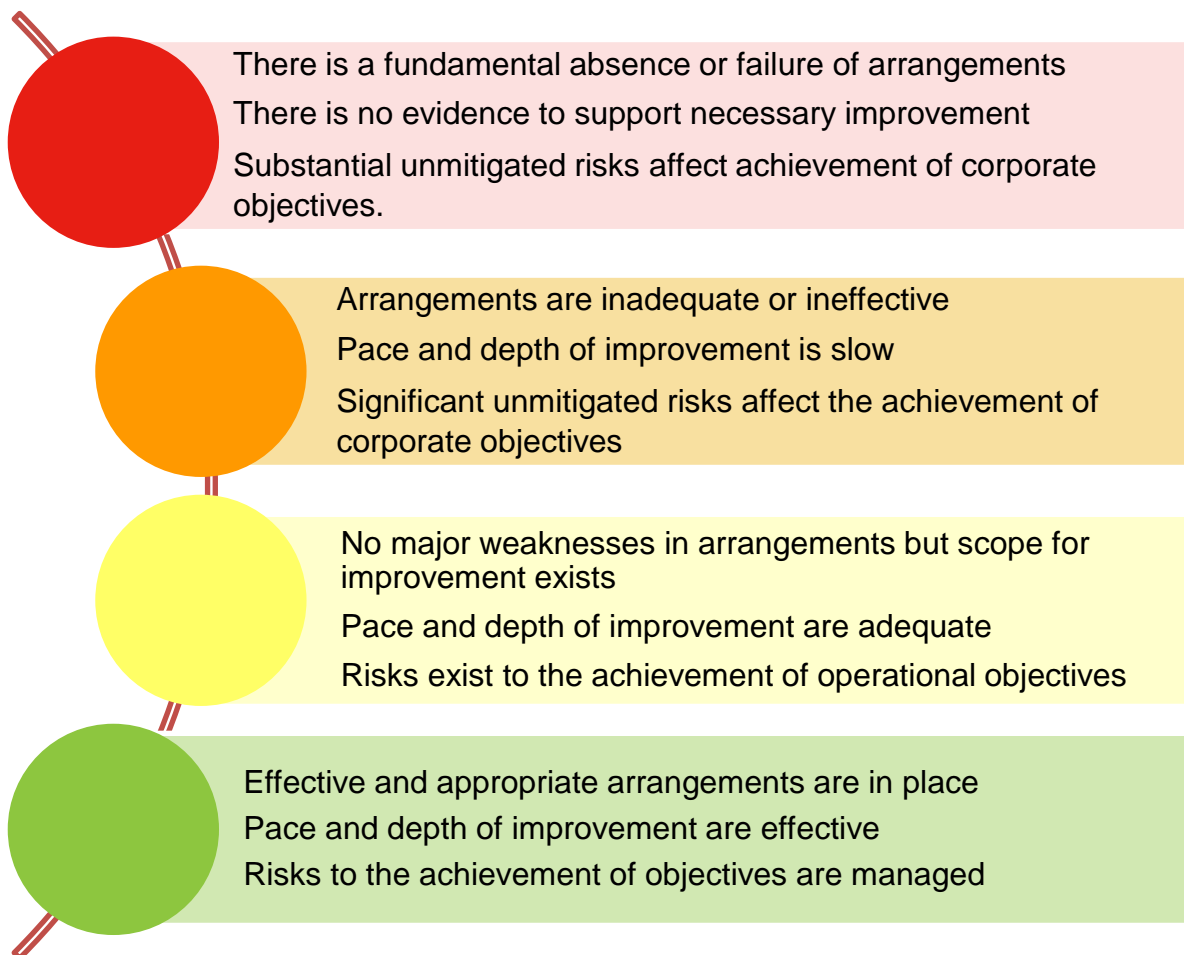 There is a fundamental absence or failure of arrangements
There is no evidence to support necessary improvement
Substantial unmitigated risks affect achievement of corporate
objectives.
Arrangements are inadequate or ineffective
Pace and depth of improvement is slow
Significant unmitigated risks affect the achievement of
corporate objectives
No major weaknesses in arrangements but scope for
improvement exists
Pace and depth of improvement are adequate
Risks exist to the achievement of operational objectives
Effective and appropriate arrangements are in place
Pace and depth of improvement are effective
Risks to the achievement of objectives are managed